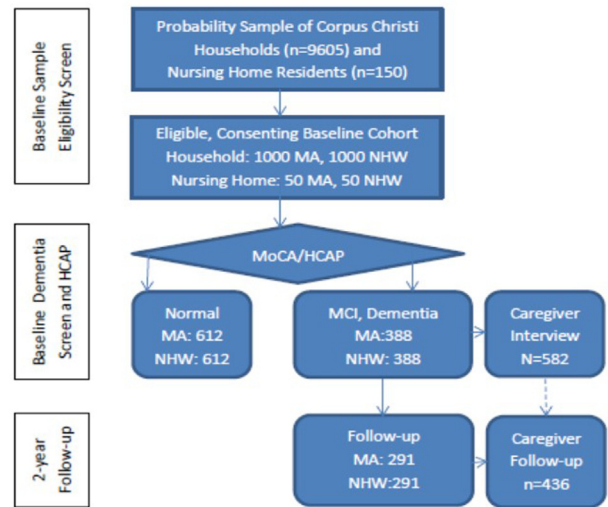 Baseline Sample
Eligibility Screen
Probability Sample of Corpus Christi
Households (n=9605) and
Nursing Home Residents (n=150)
Eligible, Consenting Baseline Cohort
Household: 1000 MA, 1000 NHW
Nursing Home: 50 MA, 50 NHW
Baseline Dementia
Screen and HCAP
MoCA/HCAP
Normal
MA: 612
NHW: 612
MCI, Dementia
MA:388
NHW: 388
Caregiver
Interview
N=582
2-year
Follow-up
Follow-up
MA: 291
NHW:291
Caregiver
Follow-up
n=436